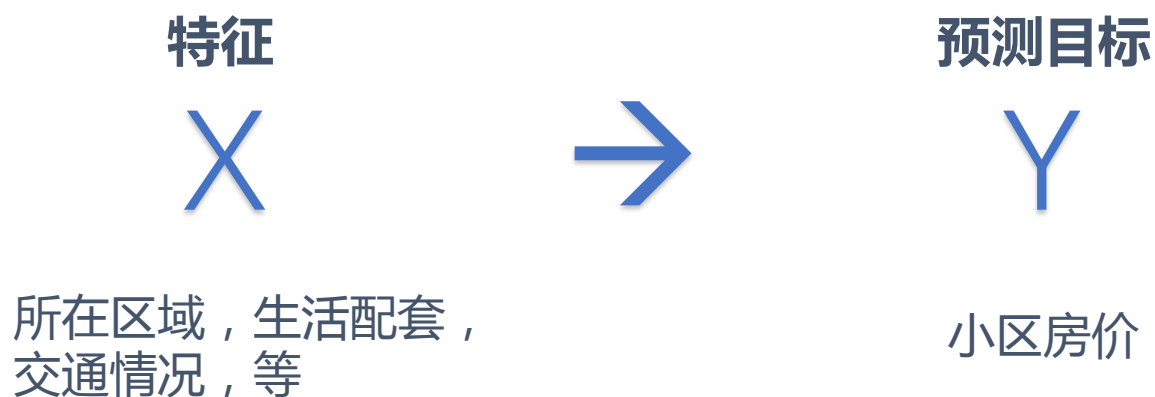 特征
预测目标
X
→
Y
所在区域，生活配套，
交通情况，等
小区房价